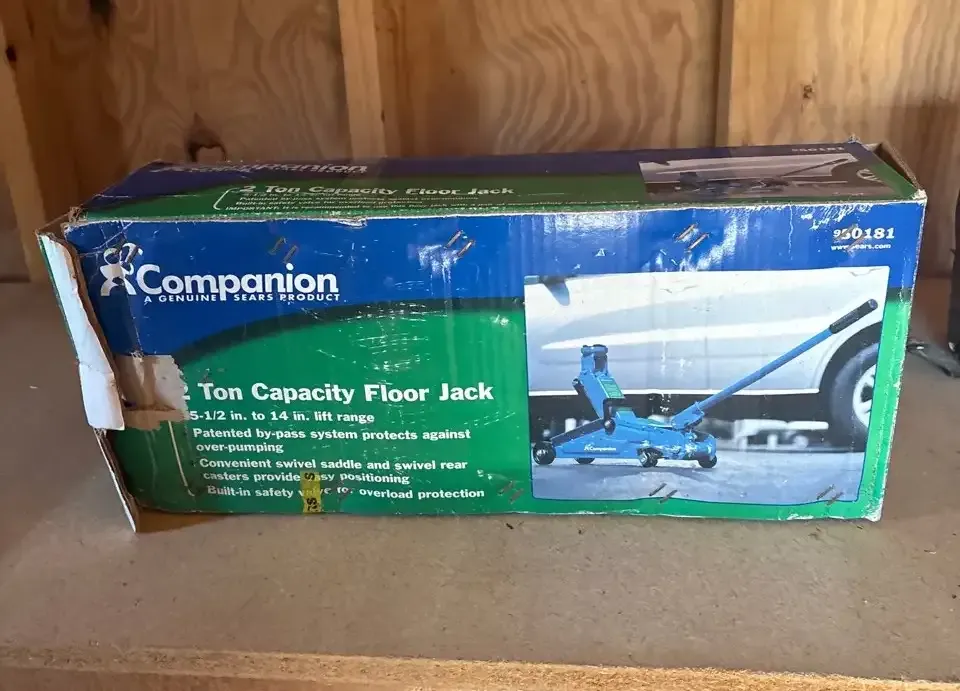 Companion
2 Ton Capacity Floor Jack
950181
950181
www.sears.com
Companion
A GENUINE SEARS PRODUCT
2 Ton Capacity Floor Jack
5-1/2 in. to 14 in. lift range
Patented by-pass system protects against
over-pumping
Convenient swivel saddle and swivel rear
casters provide easy positioning
Built-in safety valve for overload protection
Companion